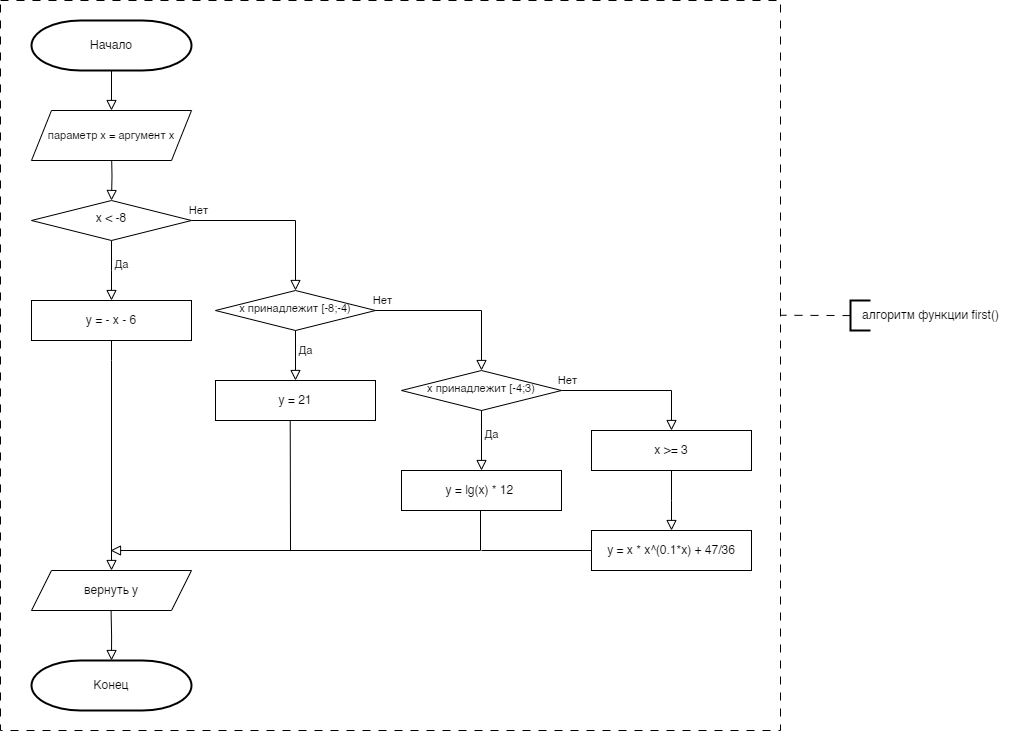 Начало
параметр x = аргумент x
x < -8
Нет
Да
y = - x - 6
x принадлежит [-8;-4)
Нет
Да
y = 21
x принадлежит [-4;3)
Нет
Да
y = lg(x) * 12
x >= 3
y = x * x^(0.1*x) + 47/36
вернуть y
Конец
алгоритм функции first()